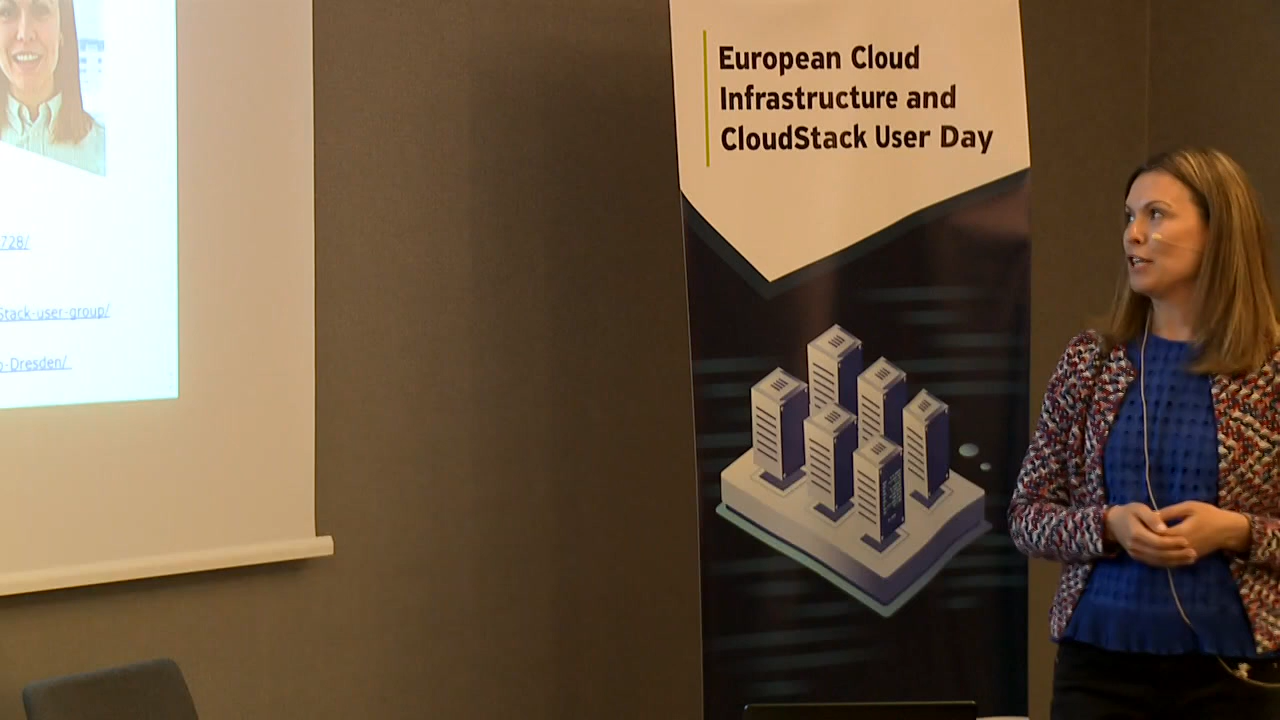 728/
Stack-user-group/
o-Dresden/
European Cloud
Infrastructure and
CloudStack User Day